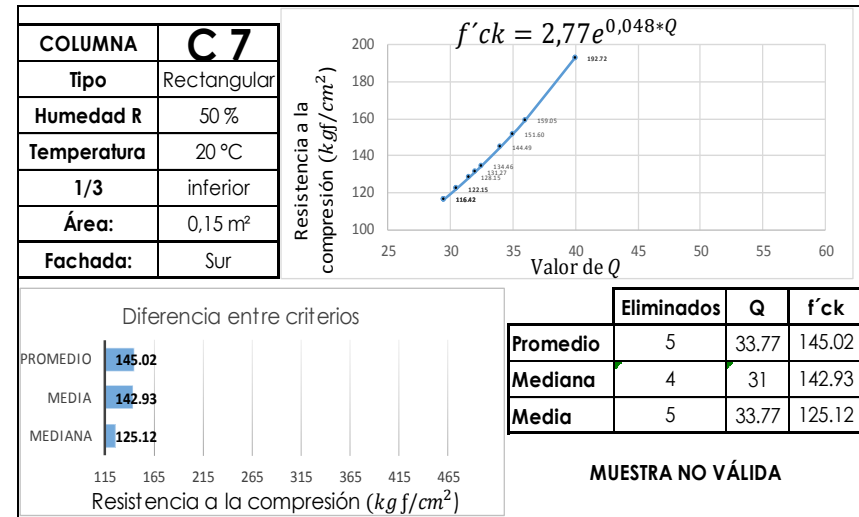 COLUMNA C 7
Tipo Rectangular
Humedad R 50 %
Temperatura 20 °C
1/3 inferior
Área: 0,15 m²
Fachada: Sur
f´ck = 2,77e^0,048*Q
Resistencia a la
compresión (kgf/cm²)
200
180
160
140
120
100
192.72
159.05
151.60
144.49
134.46
131.27
128.15
122.15
116.42
25 30 35 40 45 50 55 60
Valor de Q
Diferencia entre criterios
PROMEDIO 145.02
MEDIA 142.93
MEDIANA 125.12
115 165 215 265 315 365 415 465
Resistencia a la compresión (kgf/cm²)
Eliminados Q f´ck
Promedio 5 33.77 145.02
Mediana 4 31 142.93
Media 5 33.77 125.12
MUESTRA NO VÁLIDA